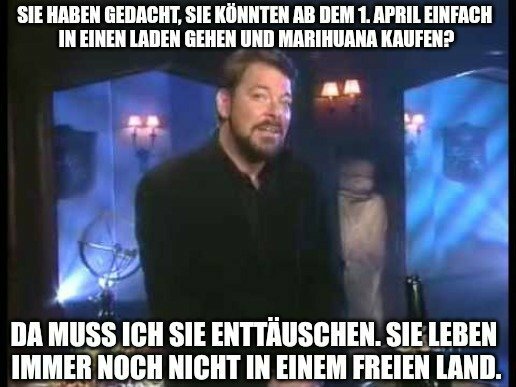 SIE HABEN GEDACHT, SIE KÖNNTEN AB DEM 1. APRIL EINFACH
IN EINEN LADEN GEHEN UND MARIHUANA KAUFEN?
DA MUSS ICH SIE ENTTÄUSCHEN. SIE LEBEN
IMMER NOCH NICHT IN EINEM FREIEN LAND.